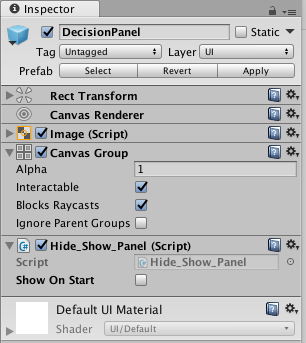 Inspector
DecisionPanel
Static
Tag Untagged Layer UI
Prefab Select Revert Apply
Rect Transform
Canvas Renderer
Image (Script)
Canvas Group
Alpha 1
Interactable
Blocks Raycasts
Ignore Parent Groups
Hide_Show_Panel (Script)
Script Hide_Show_Panel
Show On Start
Default UI Material
Shader UI/Default